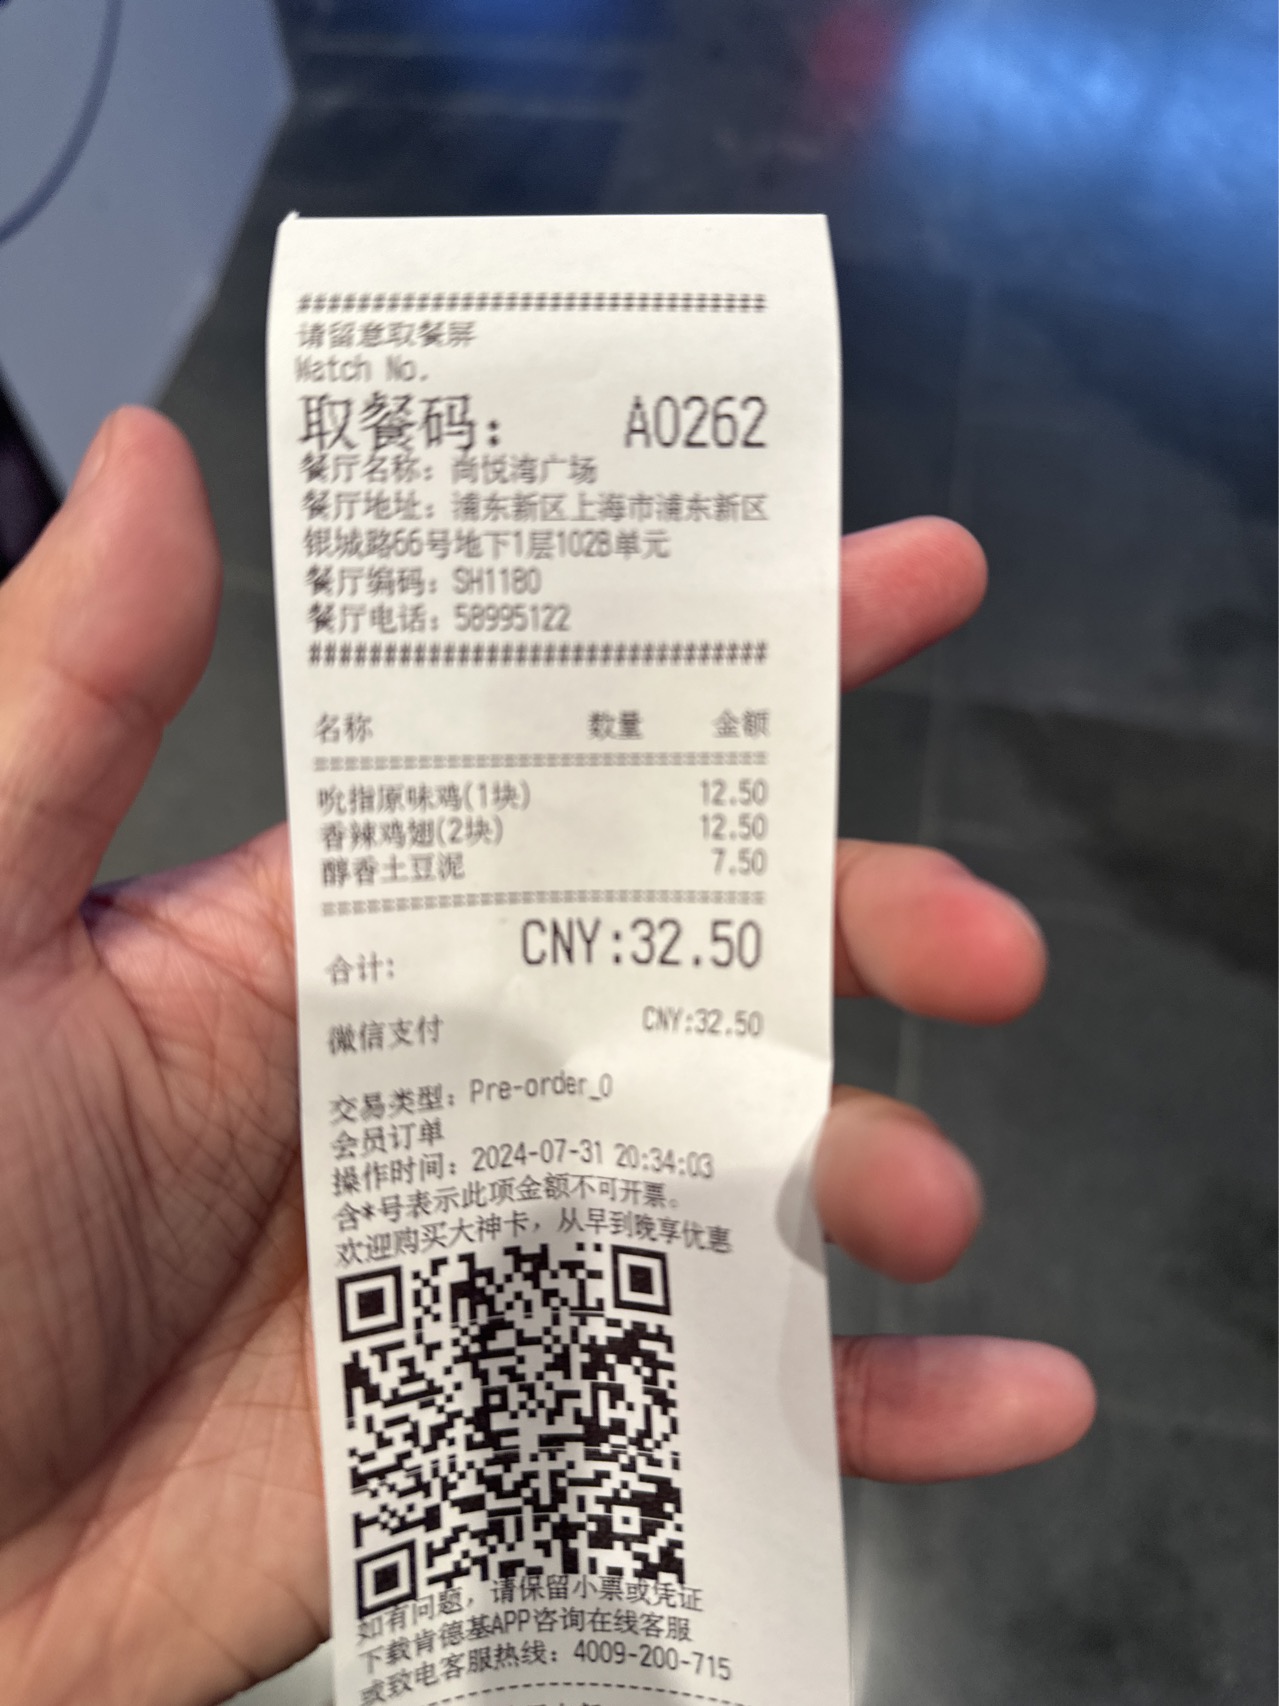 ################################
请留意取餐屏
Watch No.
取餐码： A0262
餐厅名称：尚悦湾广场
餐厅地址：浦东新区上海市浦东新区
银城路66号地下1层102B单元
餐厅编码：SH1180
餐厅电话：58995122
################################
名称 数量 金额
================================
吮指原味鸡(1块) 12.50
香辣鸡翅(2块) 12.50
醇香土豆泥 7.50
================================
合计： CNY:32.50
微信支付 CNY:32.50
交易类型：Pre-order_0
会员订单
操作时间：2024-07-31 20:34:03
含*号表示此项金额不可开票。
欢迎购买大神卡，从早到晚享优惠
如有问题，请保留小票或凭证
下载肯德基APP咨询在线客服
或致电客服热线：4009-200-715